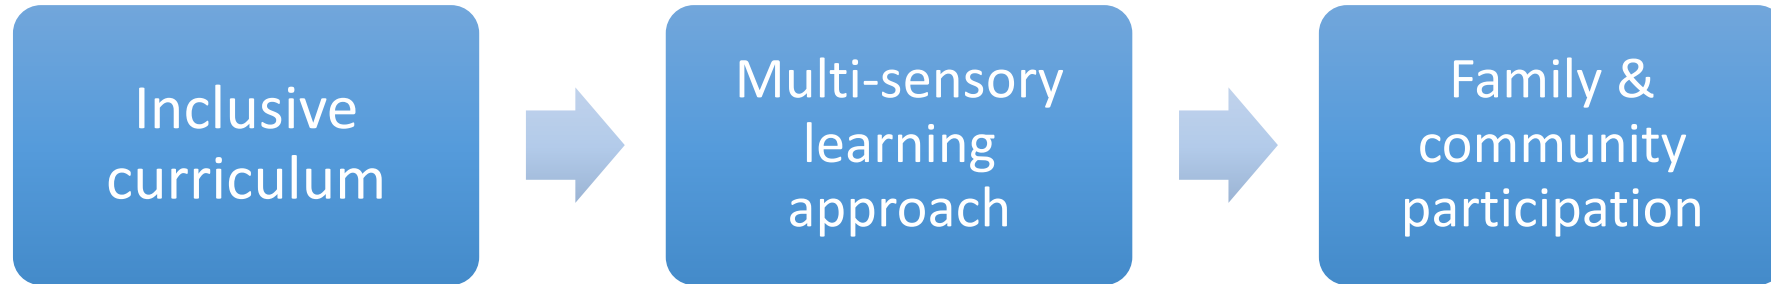 Inclusive
curriculum
Multi-sensory
learning
approach
Family &
community
participation